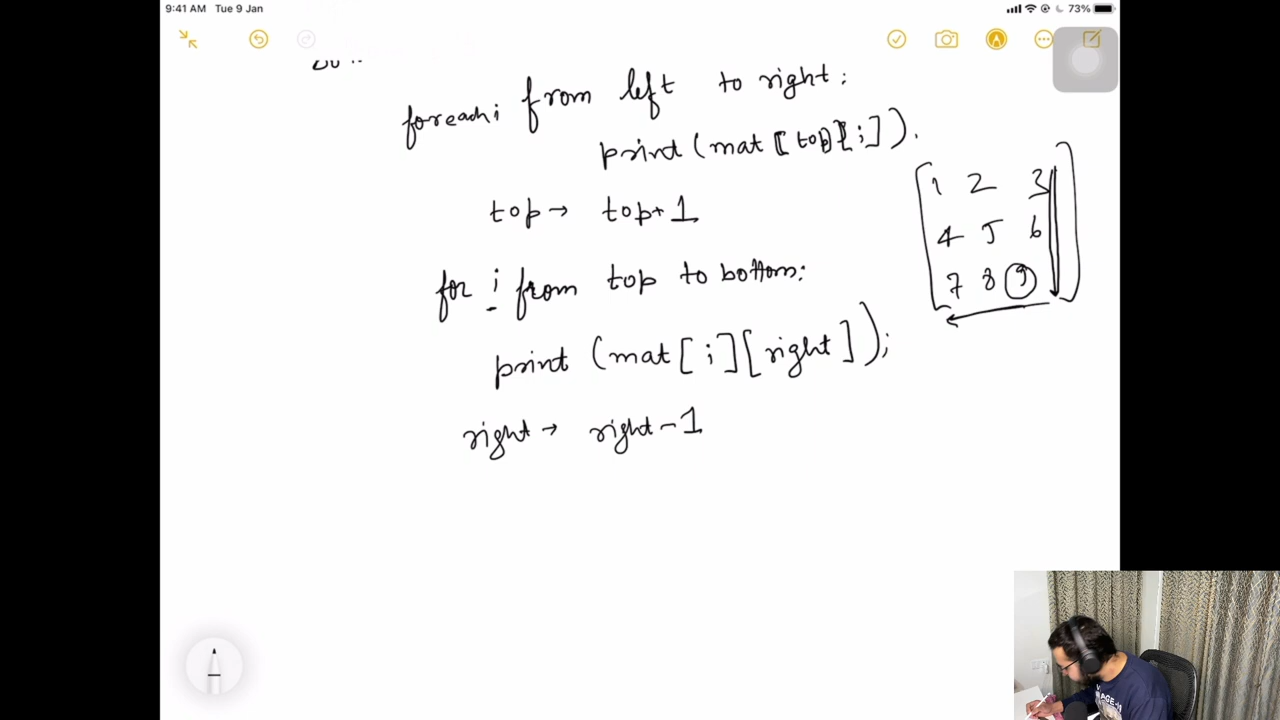 9:41 AM Tue 9 Jan
73%
foreach i from left to right :
print (mat [top][i]).
top → top+1
for i from top to bottom:
print (mat [i][right]);
right → right-1
1 2 3
4 5 6
7 8 9